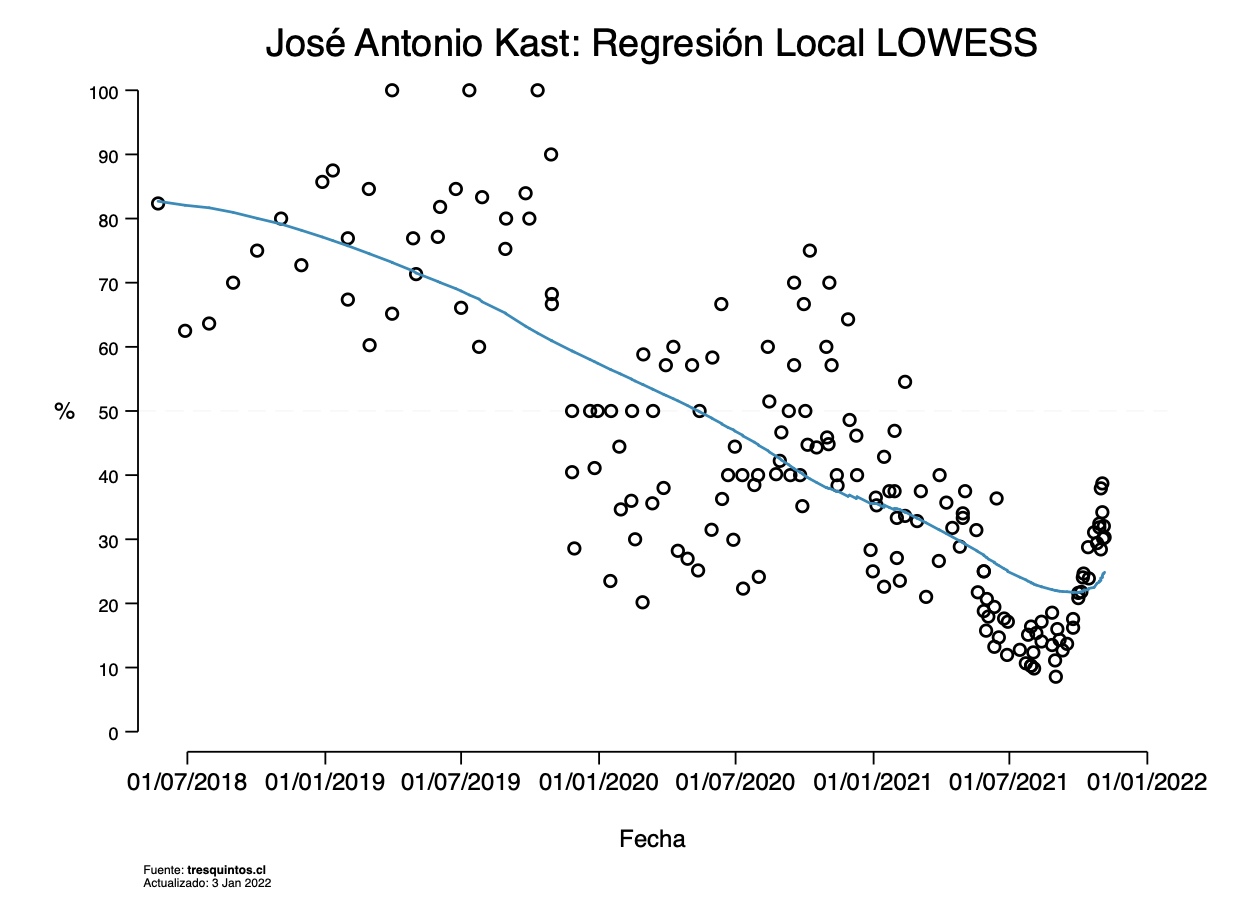 José Antonio Kast: Regresión Local LOWESS
100
90
80
70
60
50
40
30
20
10
0
%
01/07/2018 01/01/2019 01/07/2019 01/01/2020 01/07/2020 01/01/2021 01/07/2021 01/01/2022
Fecha
Fuente: tresquintos.cl
Actualizado: 3 Jan 2022